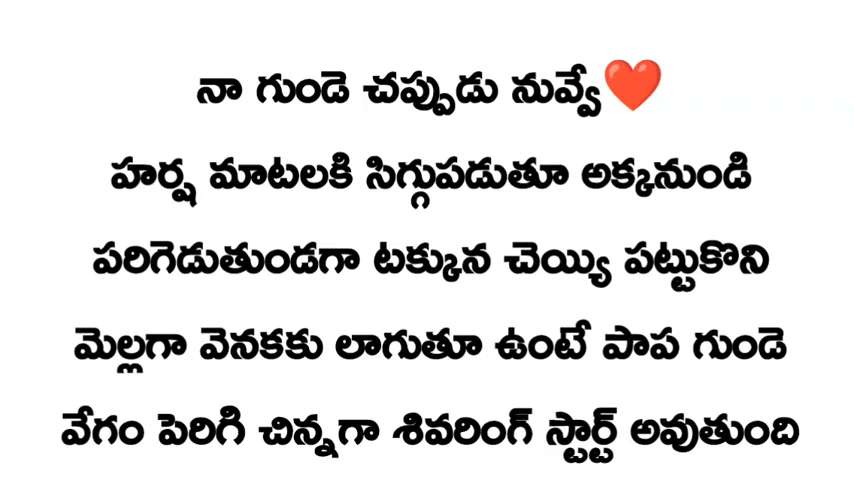 నా గుండె చప్పుడు నువ్వే❤️
హర్ష మాటలకి సిగ్గుపడుతూ అక్కనుండి
పరిగెడుతుండగా టక్కున చెయ్యి పట్టుకొని
మెల్లగా వెనకకు లాగుతూ ఉంటే పాప గుండె
వేగం పెరిగి చిన్నగా శివరింగ్ స్టార్ట్ అవుతుంది